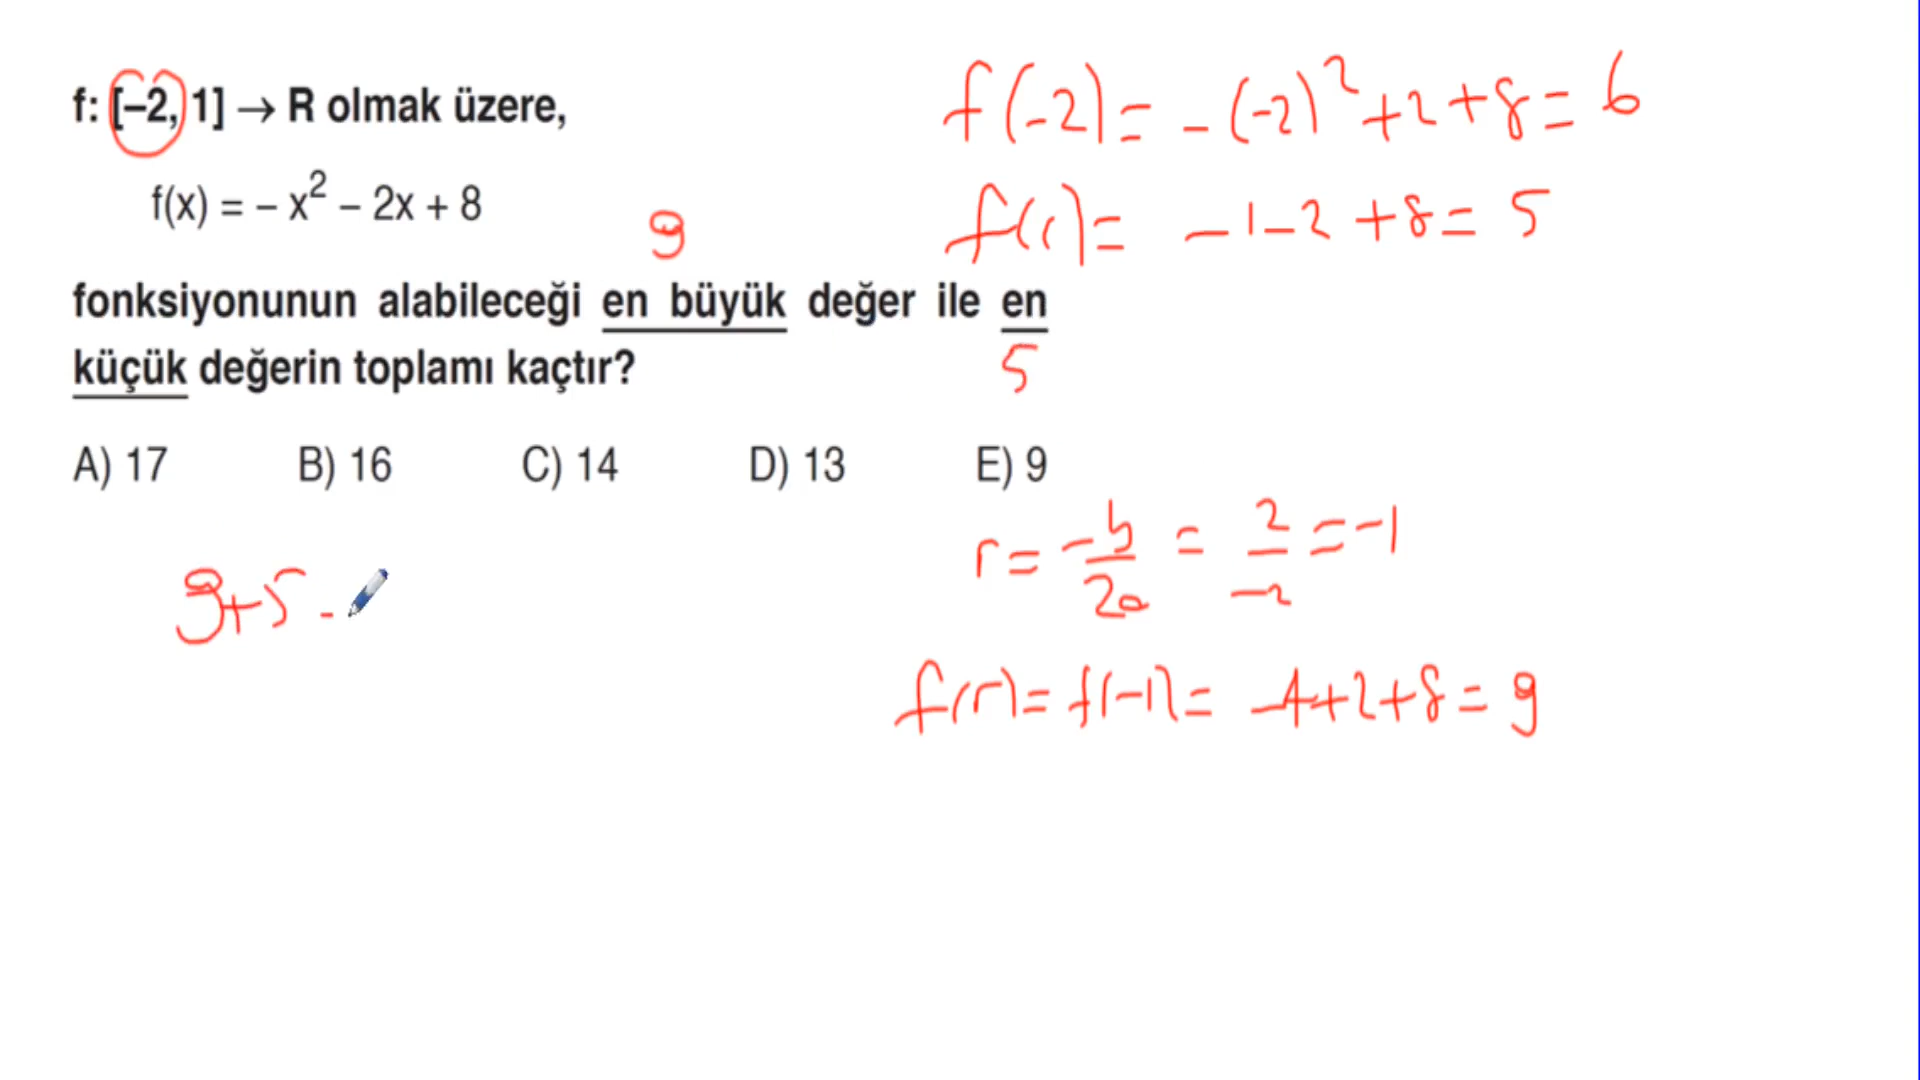 f: [–2, 1] → R olmak üzere,
f(x) = – x² – 2x + 8
9
fonksiyonunun alabileceği en büyük değer ile en
küçük değerin toplamı kaçtır?
5
A) 17 B) 16 C) 14 D) 13 E) 9
9+5 -
f(-2) = -(-2)²+2+8 = 6
f(1) = -1-2+8 = 5
r = -b/2a = 2/-2 = -1
f(r) = f(-1) = -1+2+8 = 9